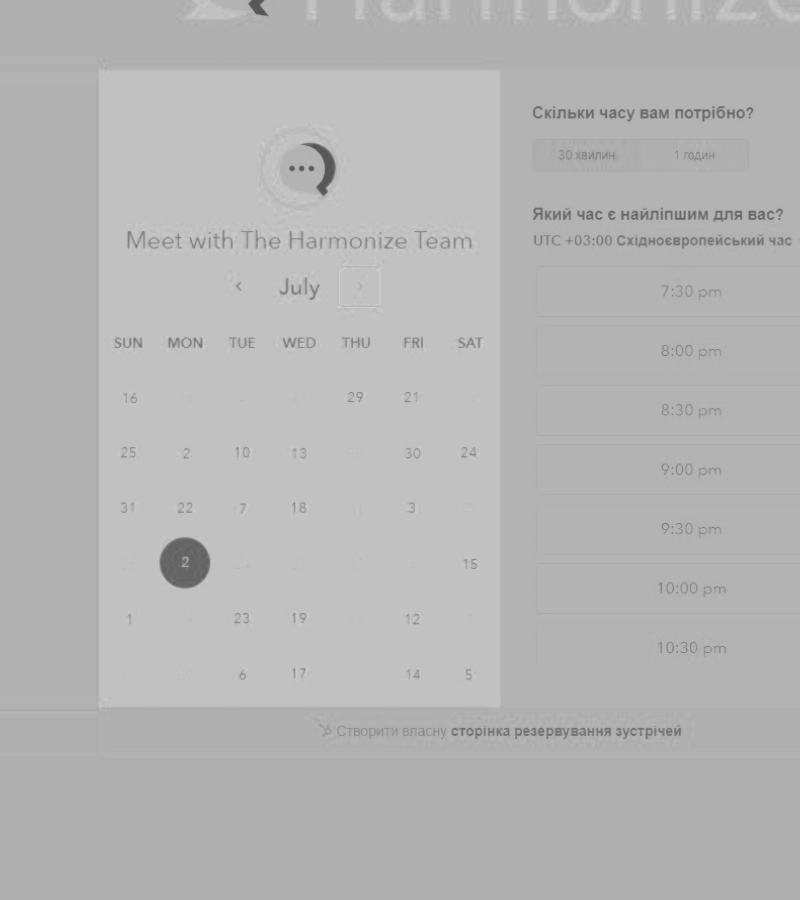 Harmonize
Meet with The Harmonize Team
July
SUN MON TUE WED THU FRI SAT
16 29 21
25 2 10 13 30 24
31 22 7 18 3
2 15
1 23 19 12
6 17 14 5
Скільки часу вам потрібно?
30 хвилин 1 годин
Який час є найліпшим для вас?
UTC +03:00 Східноєвропейський час
7:30 pm
8:00 pm
8:30 pm
9:00 pm
9:30 pm
10:00 pm
10:30 pm
Створити власну сторінка резервування зустрічей